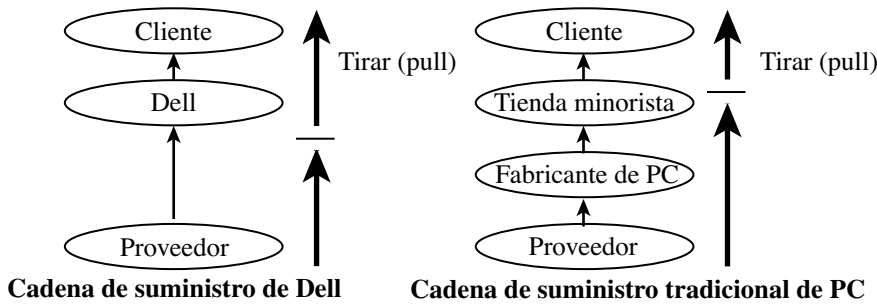 Cliente
Dell
Proveedor
Tirar (pull)
Cadena de suministro de Dell
Cliente
Tienda minorista
Fabricante de PC
Proveedor
Tirar (pull)
Cadena de suministro tradicional de PC